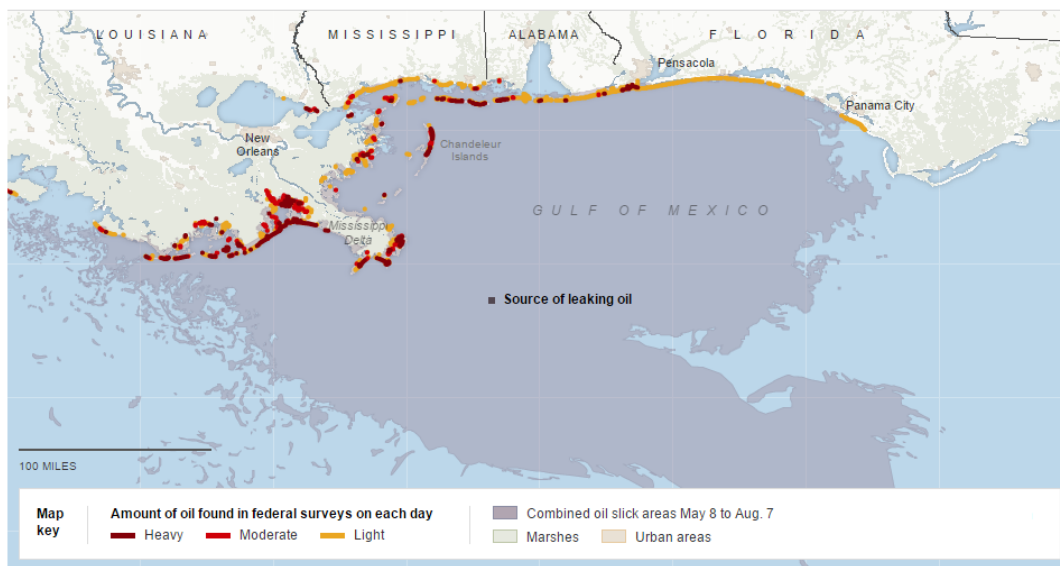 LOUISIANA
MISSISSIPPI
ALABAMA
FLORIDA
Pensacola
Panama City
New
Orleans
Chandeleur
Islands
GULF OF MEXICO
Mississippi
Delta
Source of leaking oil
100 MILES
Map
key
Amount of oil found in federal surveys on each day
Heavy
Moderate
Light
Combined oil slick areas May 8 to Aug. 7
Marshes
Urban areas